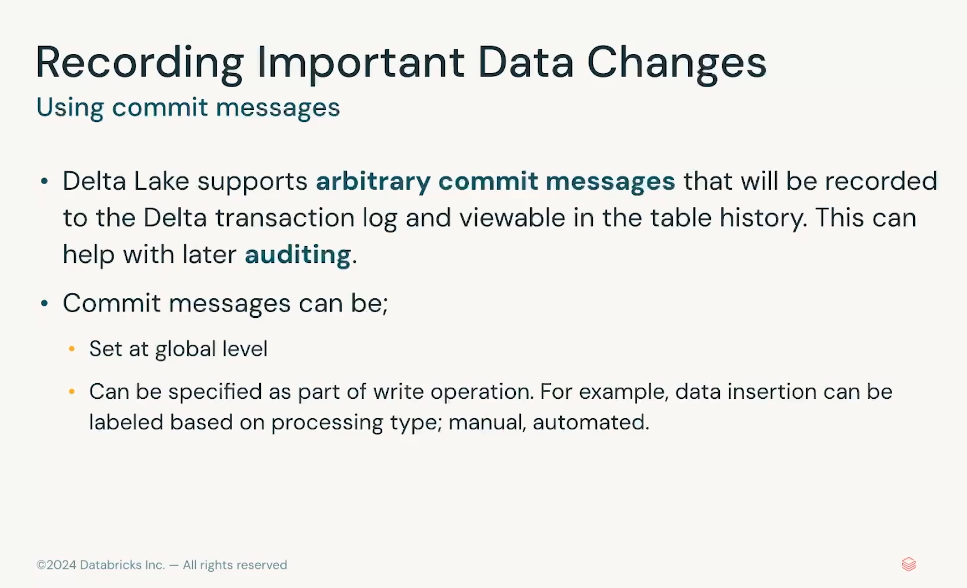 Recording Important Data Changes
Using commit messages
• Delta Lake supports arbitrary commit messages that will be recorded
to the Delta transaction log and viewable in the table history. This can
help with later auditing.
• Commit messages can be;
• Set at global level
• Can be specified as part of write operation. For example, data insertion can be
labeled based on processing type; manual, automated.
©2024 Databricks Inc. — All rights reserved